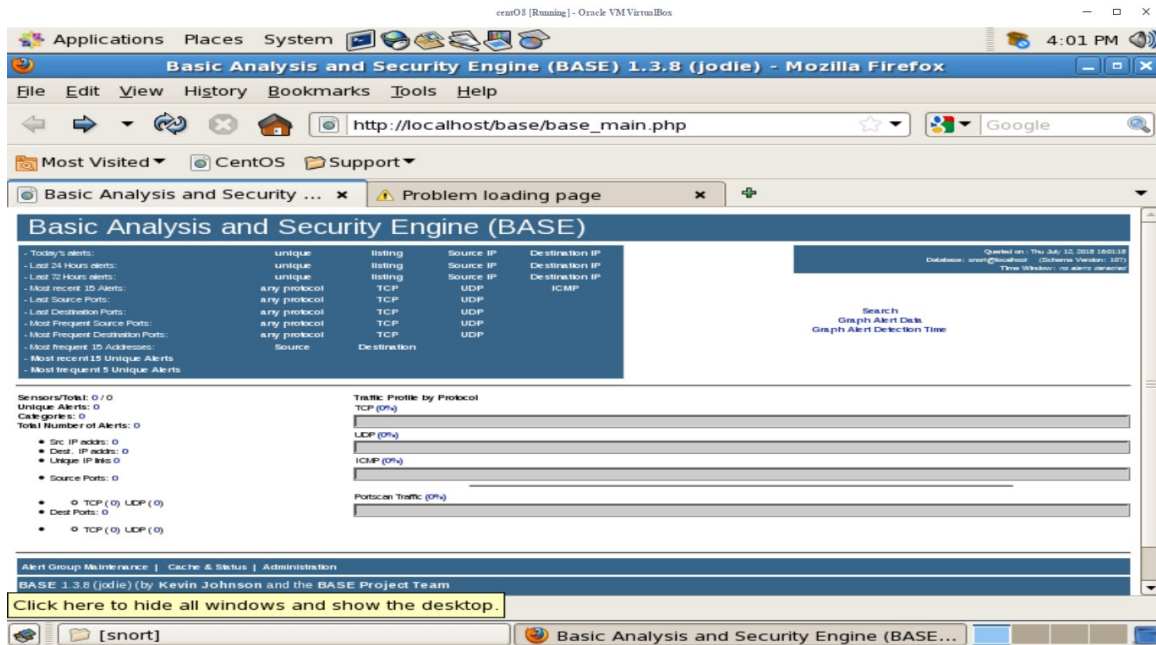 centOS [Running] - Oracle VM VirtualBox
Applications Places System 4:01 PM
Basic Analysis and Security Engine (BASE) 1.3.8 (jodie) - Mozilla Firefox
File Edit View History Bookmarks Tools Help
http://localhost/base/base_main.php Google
Most Visited CentOS Support
Basic Analysis and Security ... Problem loading page
Basic Analysis and Security Engine (BASE)
- Today's alerts: unique listing Source IP Destination IP
- Last 24 Hours alerts: unique listing Source IP Destination IP
- Last 72 Hours alerts: unique listing Source IP Destination IP
- Most recent 15 Alerts: any protocol TCP UDP ICMP
- Last Source Ports: any protocol TCP UDP
- Last Destination Ports: any protocol TCP UDP
- Most Frequent Source Ports: any protocol TCP UDP
- Most Frequent Destination Ports: any protocol TCP UDP
- Most frequent 15 Addresses: Source Destination
- Most recent 15 Unique Alerts
- Most frequent 5 Unique Alerts
Queried on : Thu July 12, 2018 16:01:18
Database: snort@localhost (Schema Version: 107)
Time Window: no alerts detected
Search
Graph Alert Data
Graph Alert Detection Time
Sensors/Total: 0 / 0
Unique Alerts: 0
Categories: 0
Total Number of Alerts: 0
Src IP addrs: 0
Dest. IP addrs: 0
Unique IP links 0
Source Ports: 0
TCP ( 0) UDP ( 0)
Dest Ports: 0
TCP ( 0) UDP ( 0)
Traffic Profile by Protocol
TCP (0%)
UDP (0%)
ICMP (0%)
Portscan Traffic (0%)
Alert Group Maintenance | Cache & Status | Administration
BASE 1.3.8 (jodie) (by Kevin Johnson and the BASE Project Team
Click here to hide all windows and show the desktop.
[snort] Basic Analysis and Security Engine (BASE...